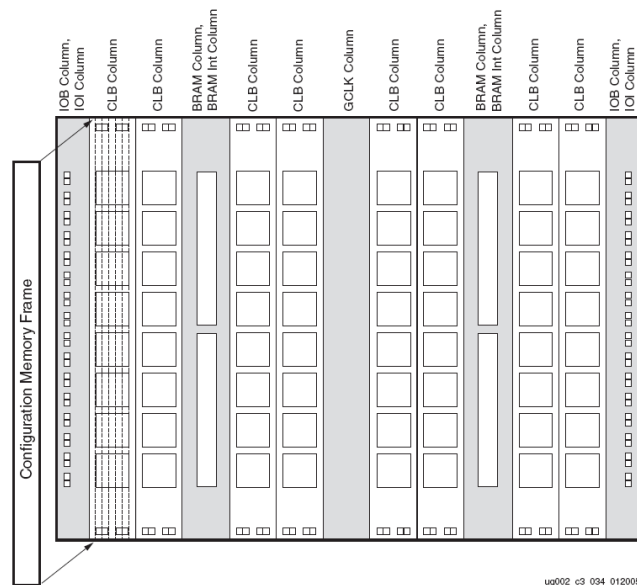 IOB Column,
IOI Column
CLB Column
CLB Column
BRAM Column,
BRAM Int Column
CLB Column
CLB Column
GCLK Column
CLB Column
CLB Column
BRAM Column,
BRAM Int Column
CLB Column
CLB Column
IOB Column,
IOI Column
Configuration Memory Frame
ug002_c3_034_012005